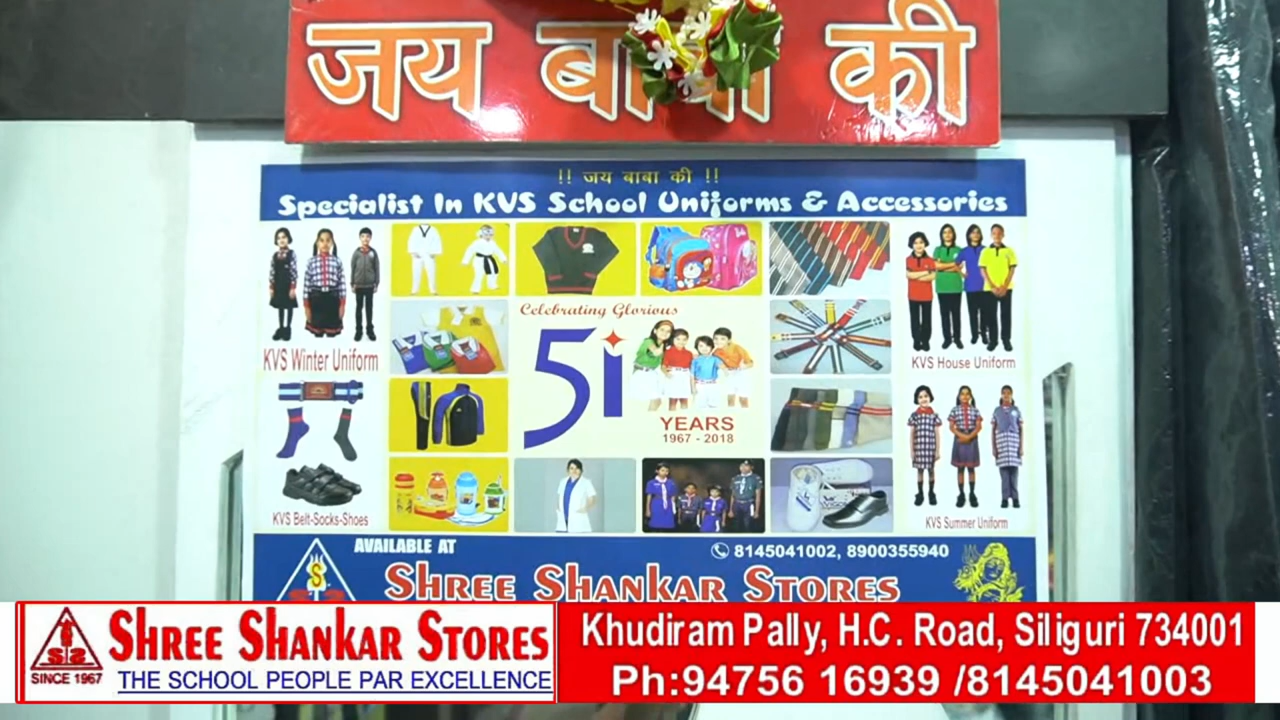 जय बाबा की
!! जय बाबा की !!
Specialist In KVS School Uniforms & Accessories
KVS Winter Uniform
KVS House Uniform
Celebrating Glorious
51
YEARS
1967 - 2018
KVS Belt-Socks-Shoes
KVS Summer Uniform
AVAILABLE AT
8145041002, 8900355940
SHREE SHANKAR STORES
SHREE SHANKAR STORES
SINCE 1967
THE SCHOOL PEOPLE PAR EXCELLENCE
Khudiram Pally, H.C. Road, Siliguri 734001
Ph:94756 16939 /8145041003